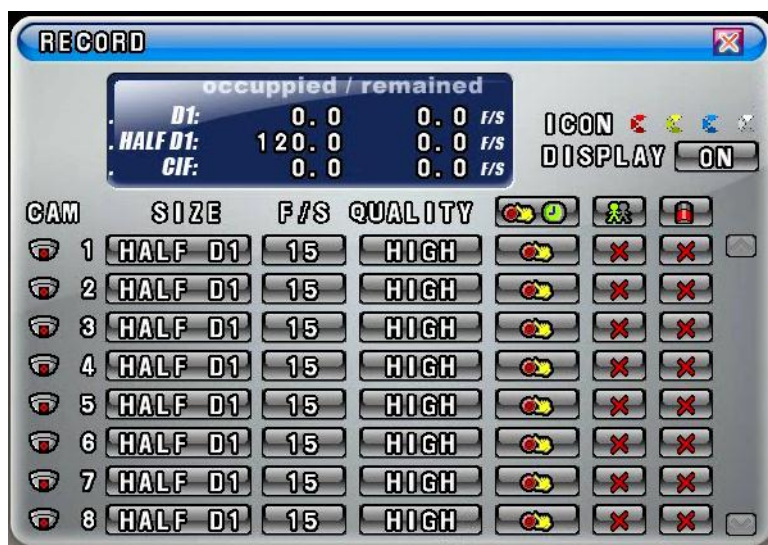 RECORD
occuppied / remained
. D1: 0.0 0.0 F/S
. HALF D1: 120.0 0.0 F/S
. CIF: 0.0 0.0 F/S
ICON
DISPLAY ON
CAM SIZE F/S QUALITY
1 HALF D1 15 HIGH
2 HALF D1 15 HIGH
3 HALF D1 15 HIGH
4 HALF D1 15 HIGH
5 HALF D1 15 HIGH
6 HALF D1 15 HIGH
7 HALF D1 15 HIGH
8 HALF D1 15 HIGH